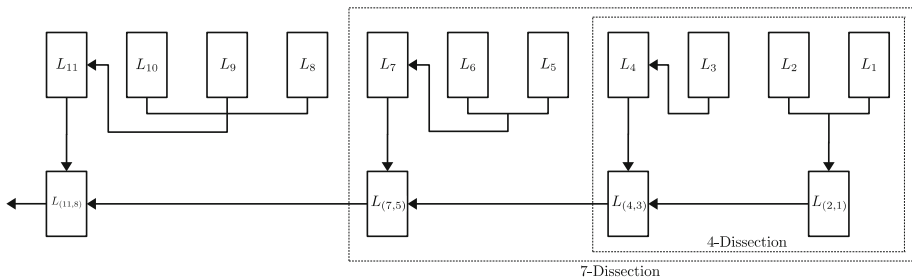 L₁₁ L₁₀ L₉ L₈ L₇ L₆ L₅ L₄ L₃ L₂ L₁
L₍₁₁,₈₎ L₍₇,₅₎ L₍₄,₃₎ L₍₂,₁₎
4-Dissection
7-Dissection